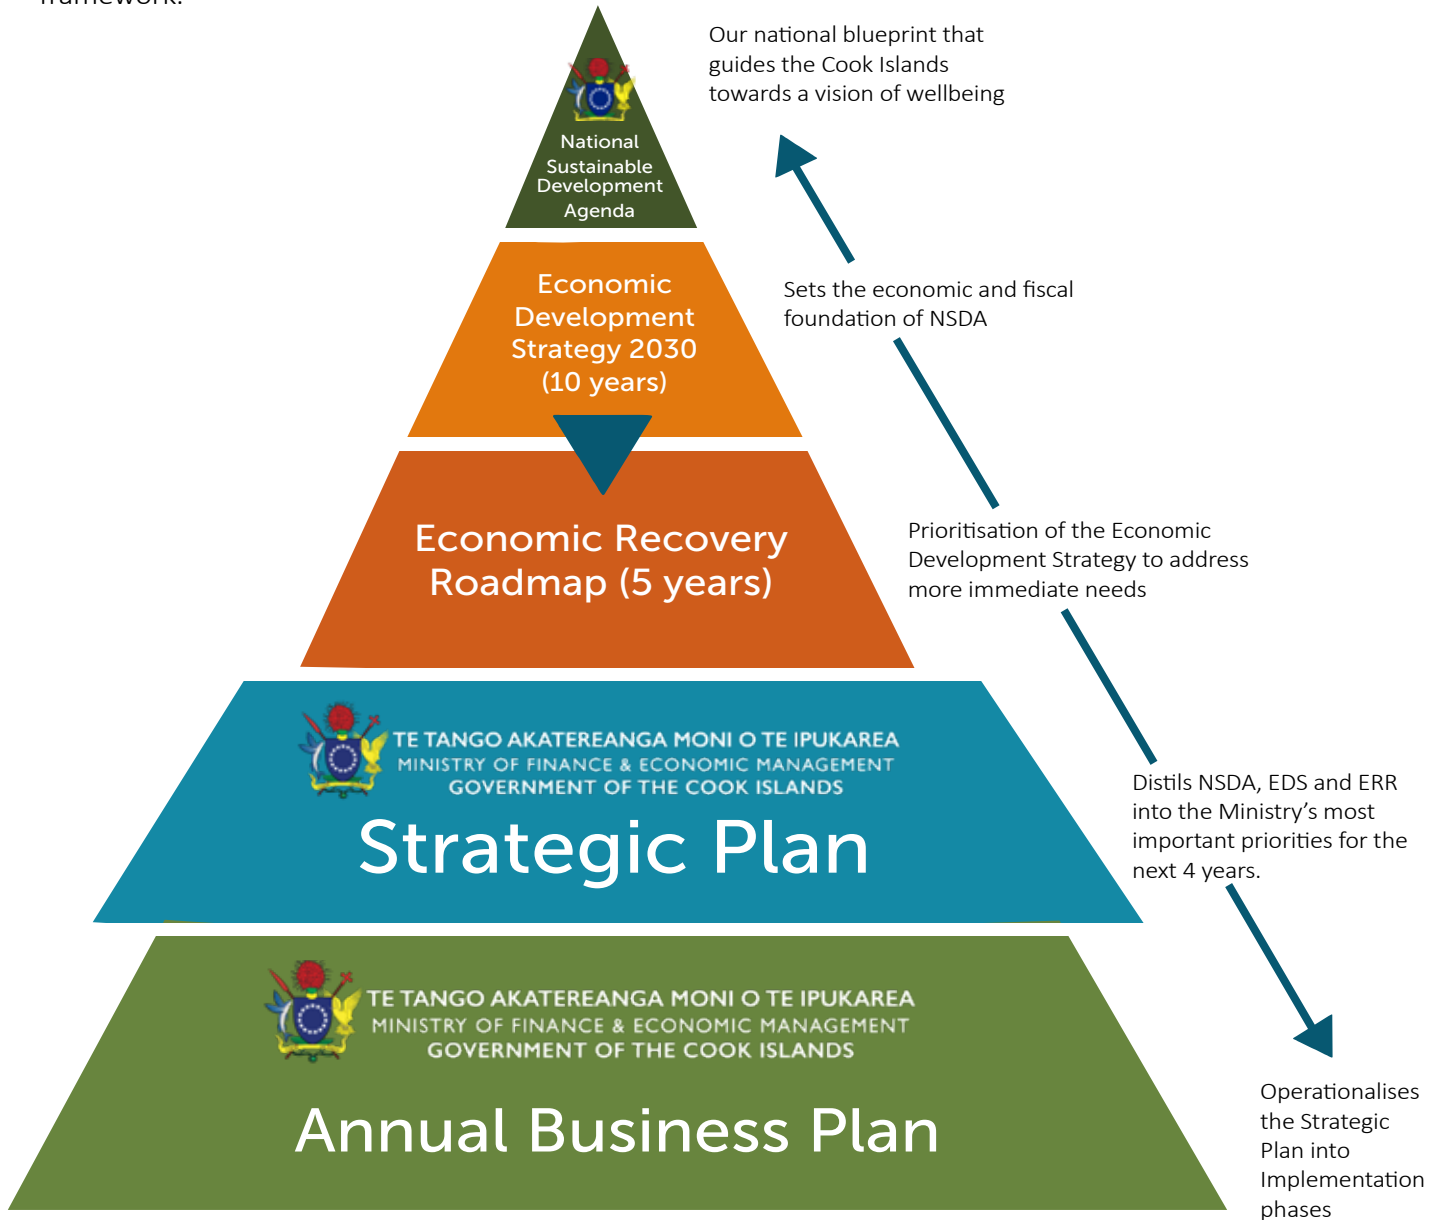 framework.
Our national blueprint that
guides the Cook Islands
towards a vision of wellbeing
National
Sustainable
Development
Agenda
Economic
Development
Strategy 2030
(10 years)
Sets the economic and fiscal
foundation of NSDA
Economic Recovery
Roadmap (5 years)
Prioritisation of the Economic
Development Strategy to address
more immediate needs
TE TANGO AKATEREANGA MONI O TE IPUKAREA
MINISTRY OF FINANCE & ECONOMIC MANAGEMENT
GOVERNMENT OF THE COOK ISLANDS
Strategic Plan
Distils NSDA, EDS and ERR
into the Ministry’s most
important priorities for the
next 4 years.
TE TANGO AKATEREANGA MONI O TE IPUKAREA
MINISTRY OF FINANCE & ECONOMIC MANAGEMENT
GOVERNMENT OF THE COOK ISLANDS
Annual Business Plan
Operationalises
the Strategic
Plan into
Implementation
phases